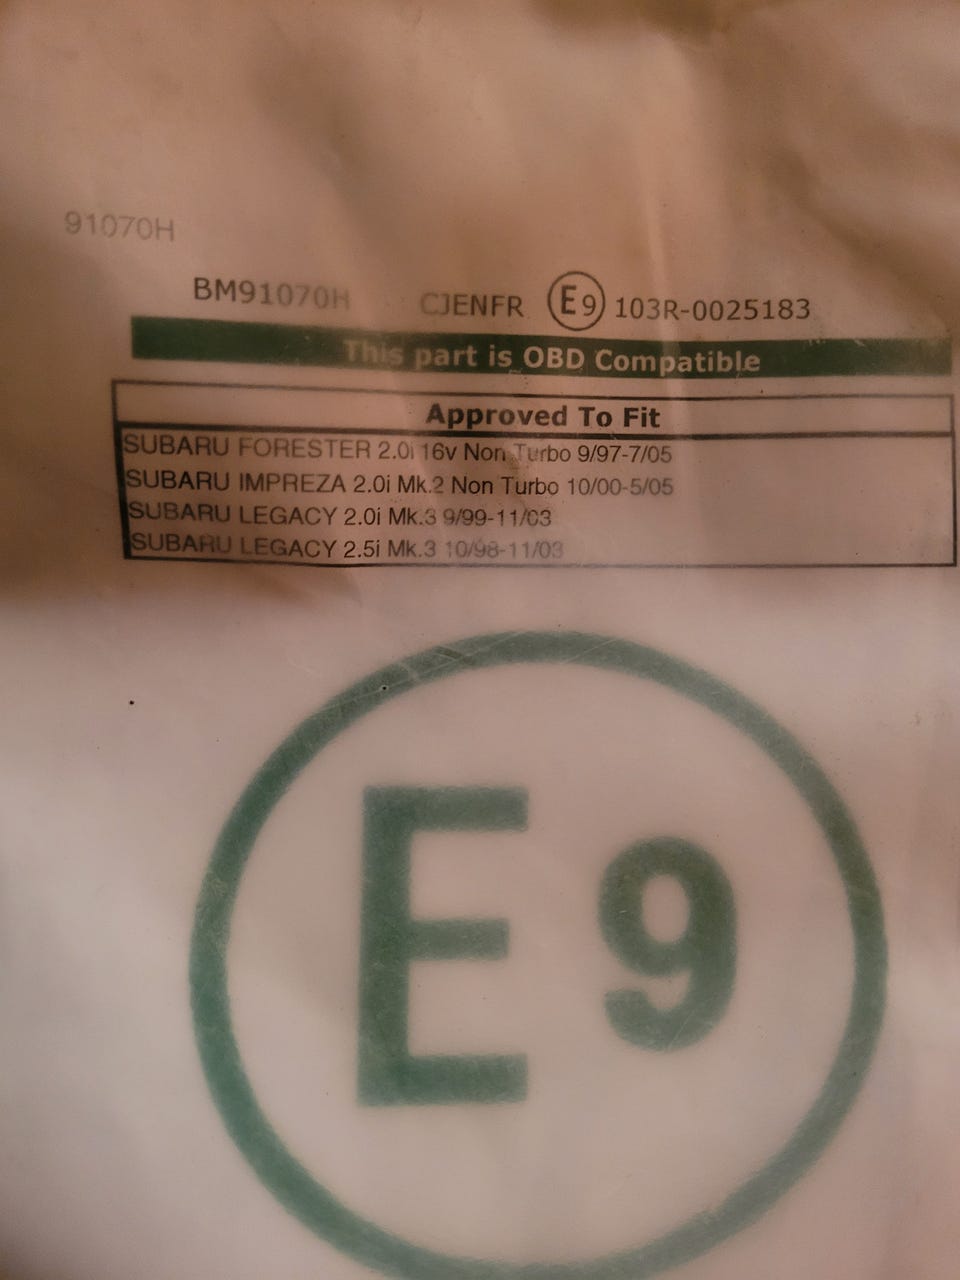 91070H
BM91070H CJENFR E9 103R-0025183
This part is OBD Compatible
Approved To Fit
SUBARU FORESTER 2.0i 16v Non Turbo 9/97-7/05
SUBARU IMPREZA 2.0i Mk.2 Non Turbo 10/00-5/05
SUBARU LEGACY 2.0i Mk.3 9/99-11/03
SUBARU LEGACY 2.5i Mk.3 10/98-11/03
E9